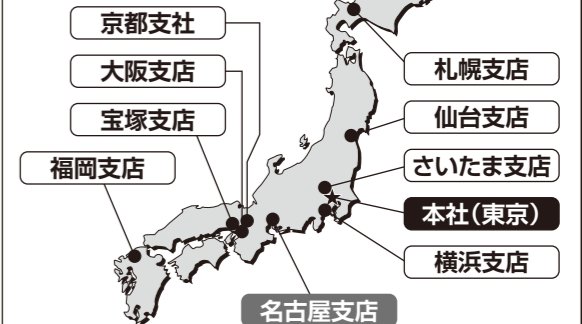 京都支社
大阪支店
宝塚支店
福岡支店
札幌支店
仙台支店
さいたま支店
本社（東京）
横浜支店
名古屋支店